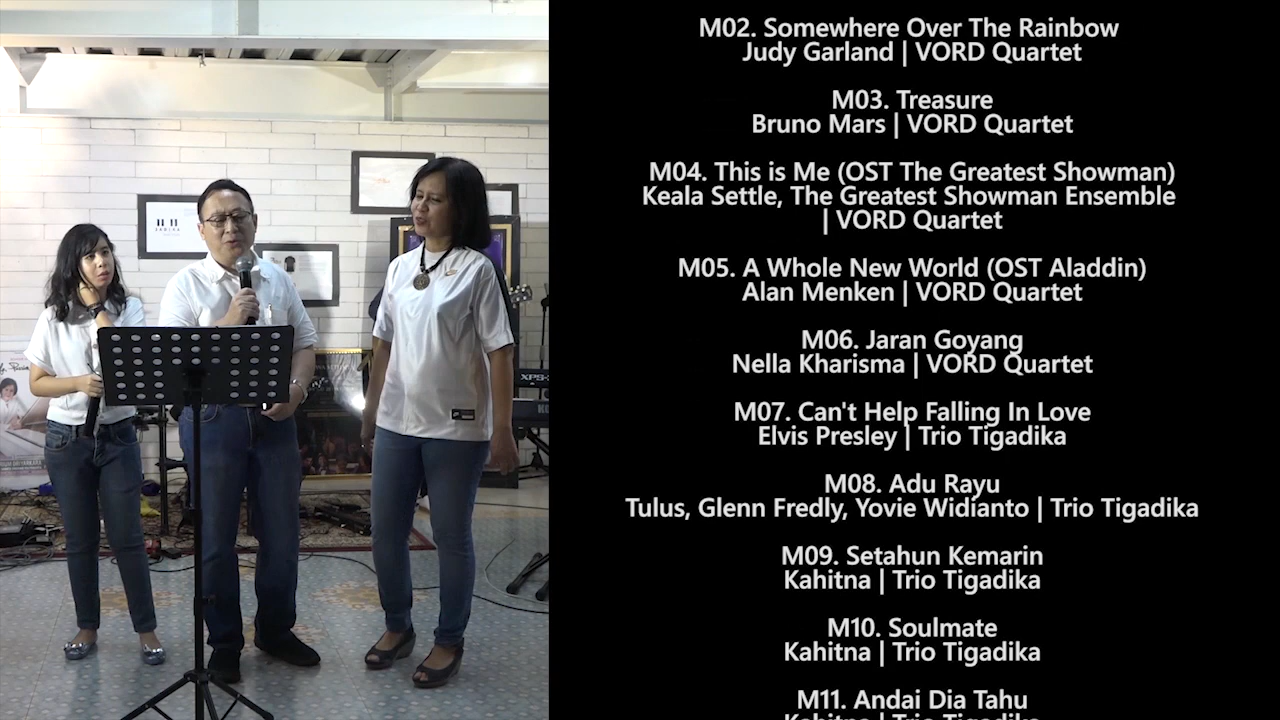 M02. Somewhere Over The Rainbow
Judy Garland | VORD Quartet
M03. Treasure
Bruno Mars | VORD Quartet
M04. This is Me (OST The Greatest Showman)
Keala Settle, The Greatest Showman Ensemble
| VORD Quartet
M05. A Whole New World (OST Aladdin)
Alan Menken | VORD Quartet
M06. Jaran Goyang
Nella Kharisma | VORD Quartet
M07. Can't Help Falling In Love
Elvis Presley | Trio Tigadika
M08. Adu Rayu
Tulus, Glenn Fredly, Yovie Widianto | Trio Tigadika
M09. Setahun Kemarin
Kahitna | Trio Tigadika
M10. Soulmate
Kahitna | Trio Tigadika
M11. Andai Dia Tahu
Kahitna | Trio Tigadika
XPS-